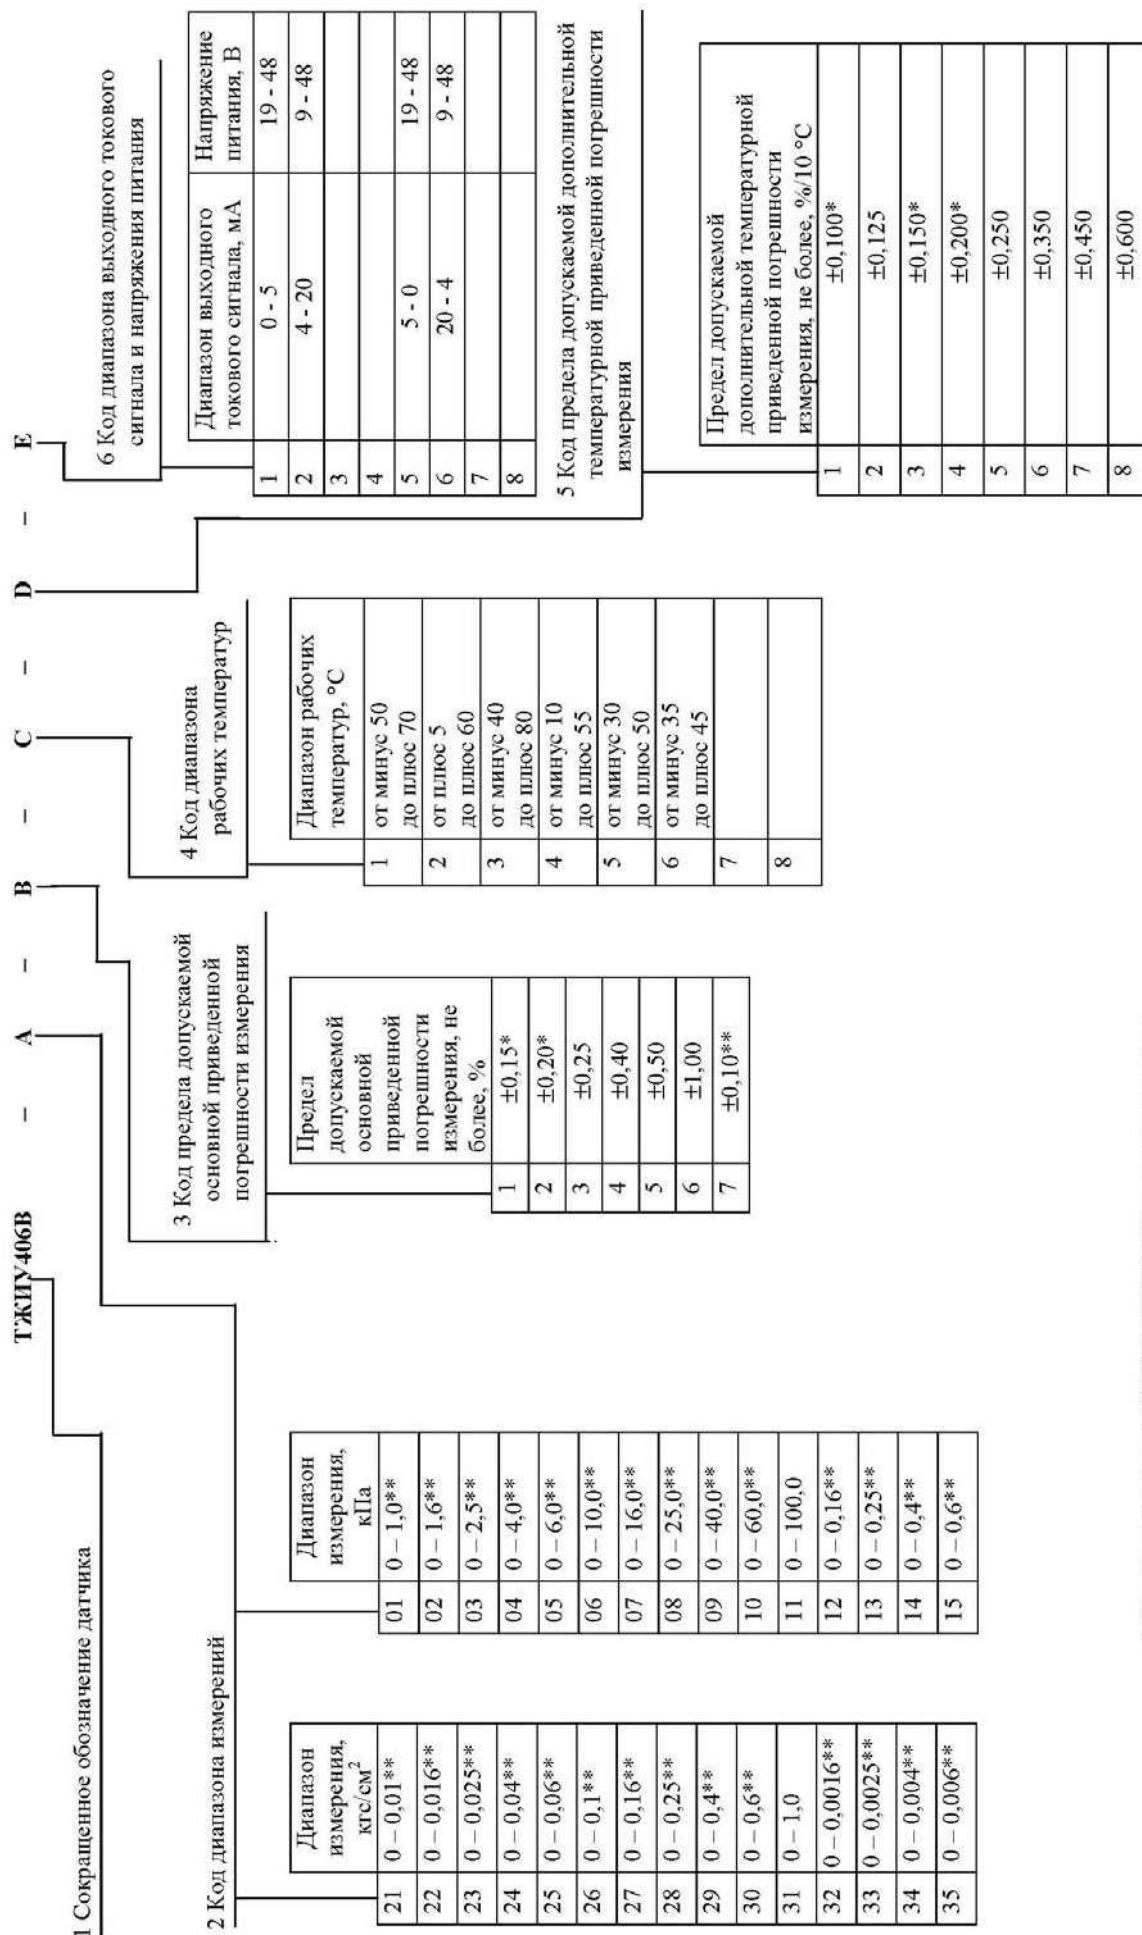 ТЖИУ406В – A – B – C – D – E
1 Сокращенное обозначение датчика
2 Код диапазона измерений
Диапазон
измерения,
кгс/см²
21 0 – 0,01**
22 0 – 0,016**
23 0 – 0,025**
24 0 – 0,04**
25 0 – 0,06**
26 0 – 0,1**
27 0 – 0,16**
28 0 – 0,25**
29 0 – 0,4**
30 0 – 0,6**
31 0 – 1,0
32 0 – 0,0016**
33 0 – 0,0025**
34 0 – 0,004**
35 0 – 0,006**
Диапазон
измерения,
кПа
01 0 – 1,0**
02 0 – 1,6**
03 0 – 2,5**
04 0 – 4,0**
05 0 – 6,0**
06 0 – 10,0**
07 0 – 16,0**
08 0 – 25,0**
09 0 – 40,0**
10 0 – 60,0**
11 0 – 100,0
12 0 – 0,16**
13 0 – 0,25**
14 0 – 0,4**
15 0 – 0,6**
3 Код предела допускаемой
основной приведенной
погрешности измерения
Предел
допускаемой
основной
приведенной
погрешности
измерения, не
более, %
1 ±0,15*
2 ±0,20*
3 ±0,25
4 ±0,40
5 ±0,50
6 ±1,00
7 ±0,10**
4 Код диапазона
рабочих температур
Диапазон рабочих
температур, °С
1 от минус 50
до плюс 70
2 от плюс 5
до плюс 60
3 от минус 40
до плюс 80
4 от минус 10
до плюс 55
5 от минус 30
до плюс 50
6 от минус 35
до плюс 45
7
8
6 Код диапазона выходного токового
сигнала и напряжения питания
Диапазон выходного
токового сигнала, мА
Напряжение
питания, В
1 0 - 5 19 - 48
2 4 - 20 9 - 48
3
4
5 5 - 0 19 - 48
6 20 - 4 9 - 48
7
8
5 Код предела допускаемой дополнительной
температурной приведенной погрешности
измерения
Предел допускаемой
дополнительной температурной
приведенной погрешности
измерения, не более, %/10 °С
1 ±0,100*
2 ±0,125
3 ±0,150*
4 ±0,200*
5 ±0,250
6 ±0,350
7 ±0,450
8 ±0,600